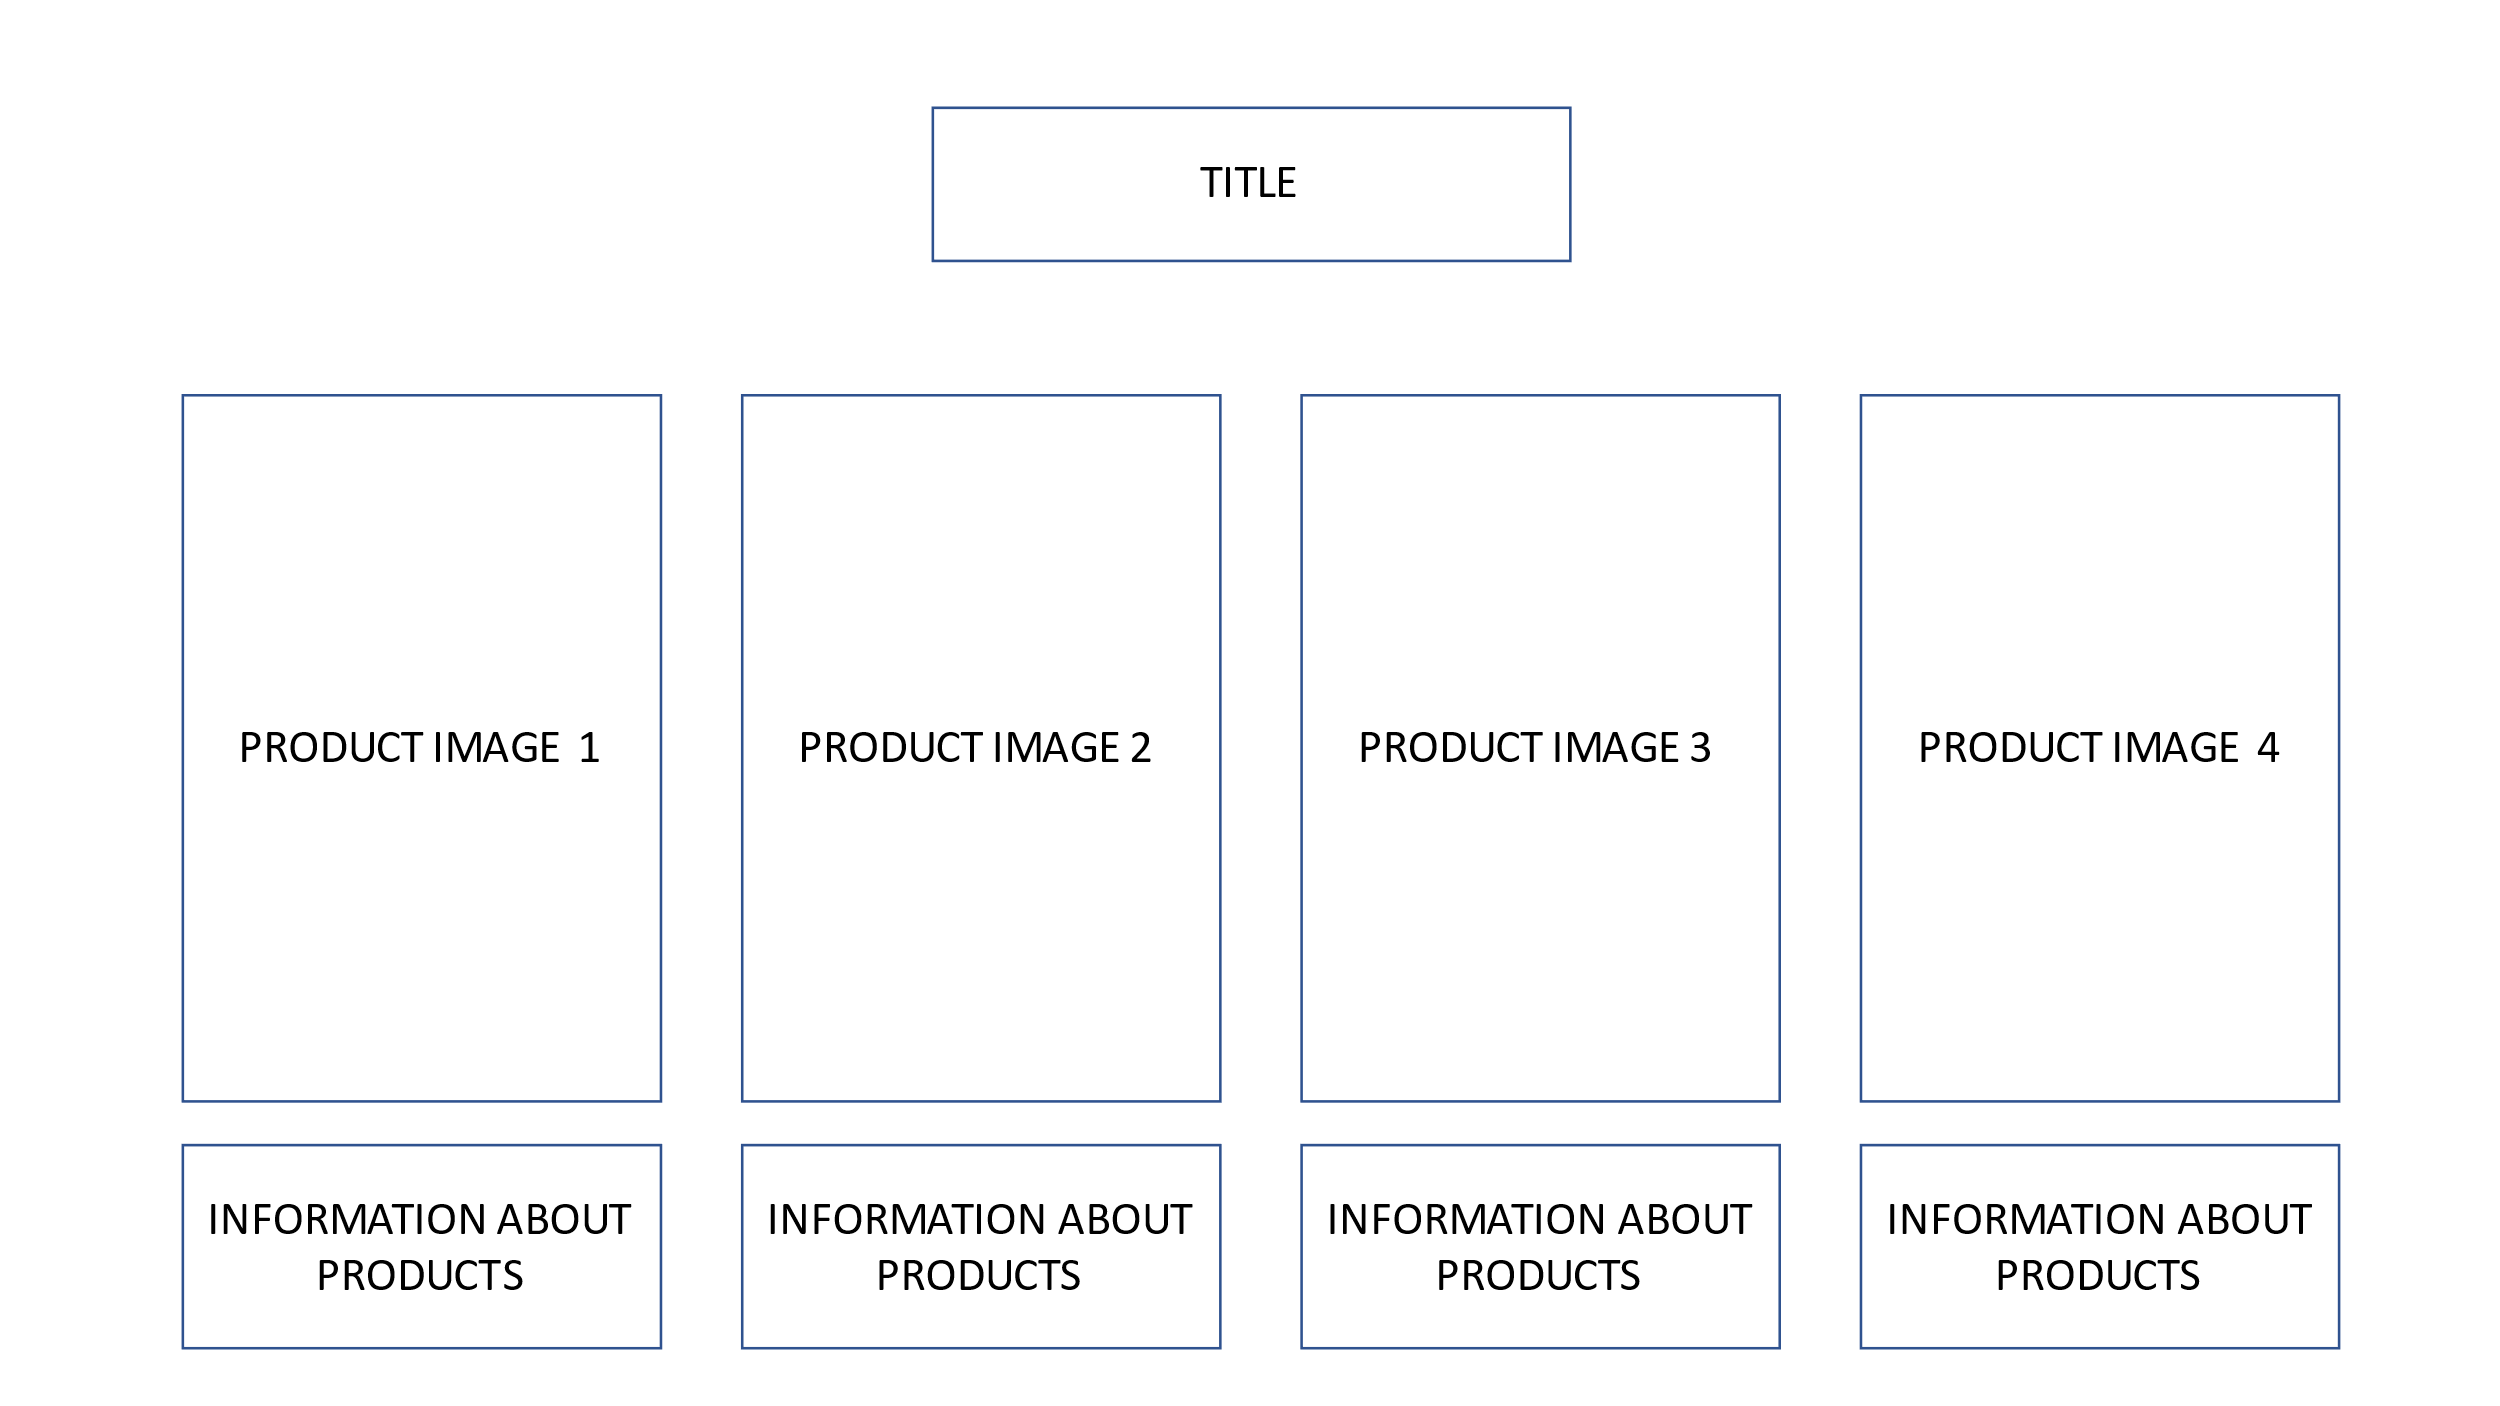 TITLE
PRODUCT IMAGE  1
PRODUCT IMAGE 2
PRODUCT IMAGE 3
PRODUCT IMAGE  4
INFORMATION ABOUT
PRODUCTS
INFORMATION ABOUT
PRODUCTS
INFORMATION ABOUT
PRODUCTS
INFORMATION ABOUT
PRODUCTS